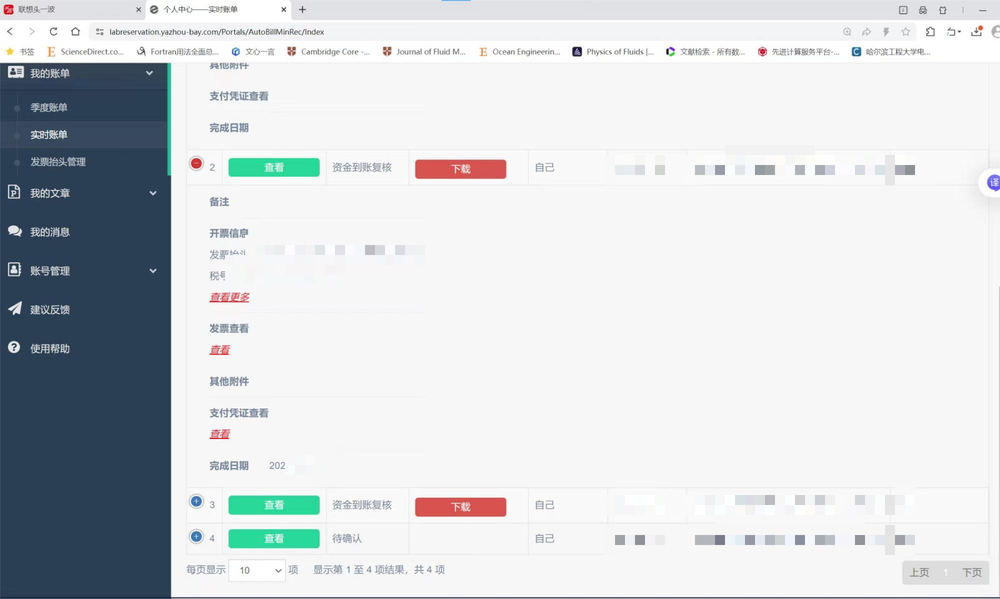 联想头一波
个人中心——实时账单
labreservation.yazhou-bay.com/Portals/AutoBillMinRec/Index
书签
ScienceDirect.co...
Fortran用法全面总...
文心一言
Cambridge Core -...
Journal of Fluid M...
Ocean Engineerin...
Physics of Fluids |...
文献检索 - 所有数...
先进计算服务平台-...
哈尔滨工程大学电...
我的账单
季度账单
实时账单
发票抬头管理
我的文章
我的消息
账号管理
建议反馈
使用帮助
其他附件
支付凭证查看
完成日期
2 查看 资金到账复核 下载 自己
译
备注
开票信息
发票抬头
税号
查看更多
发票查看
查看
其他附件
支付凭证查看
查看
完成日期 202
3 查看 资金到账复核 下载 自己
4 查看 待确认 自己
每页显示 10 项 显示第 1 至 4 项结果，共 4 项
上页 1 下页